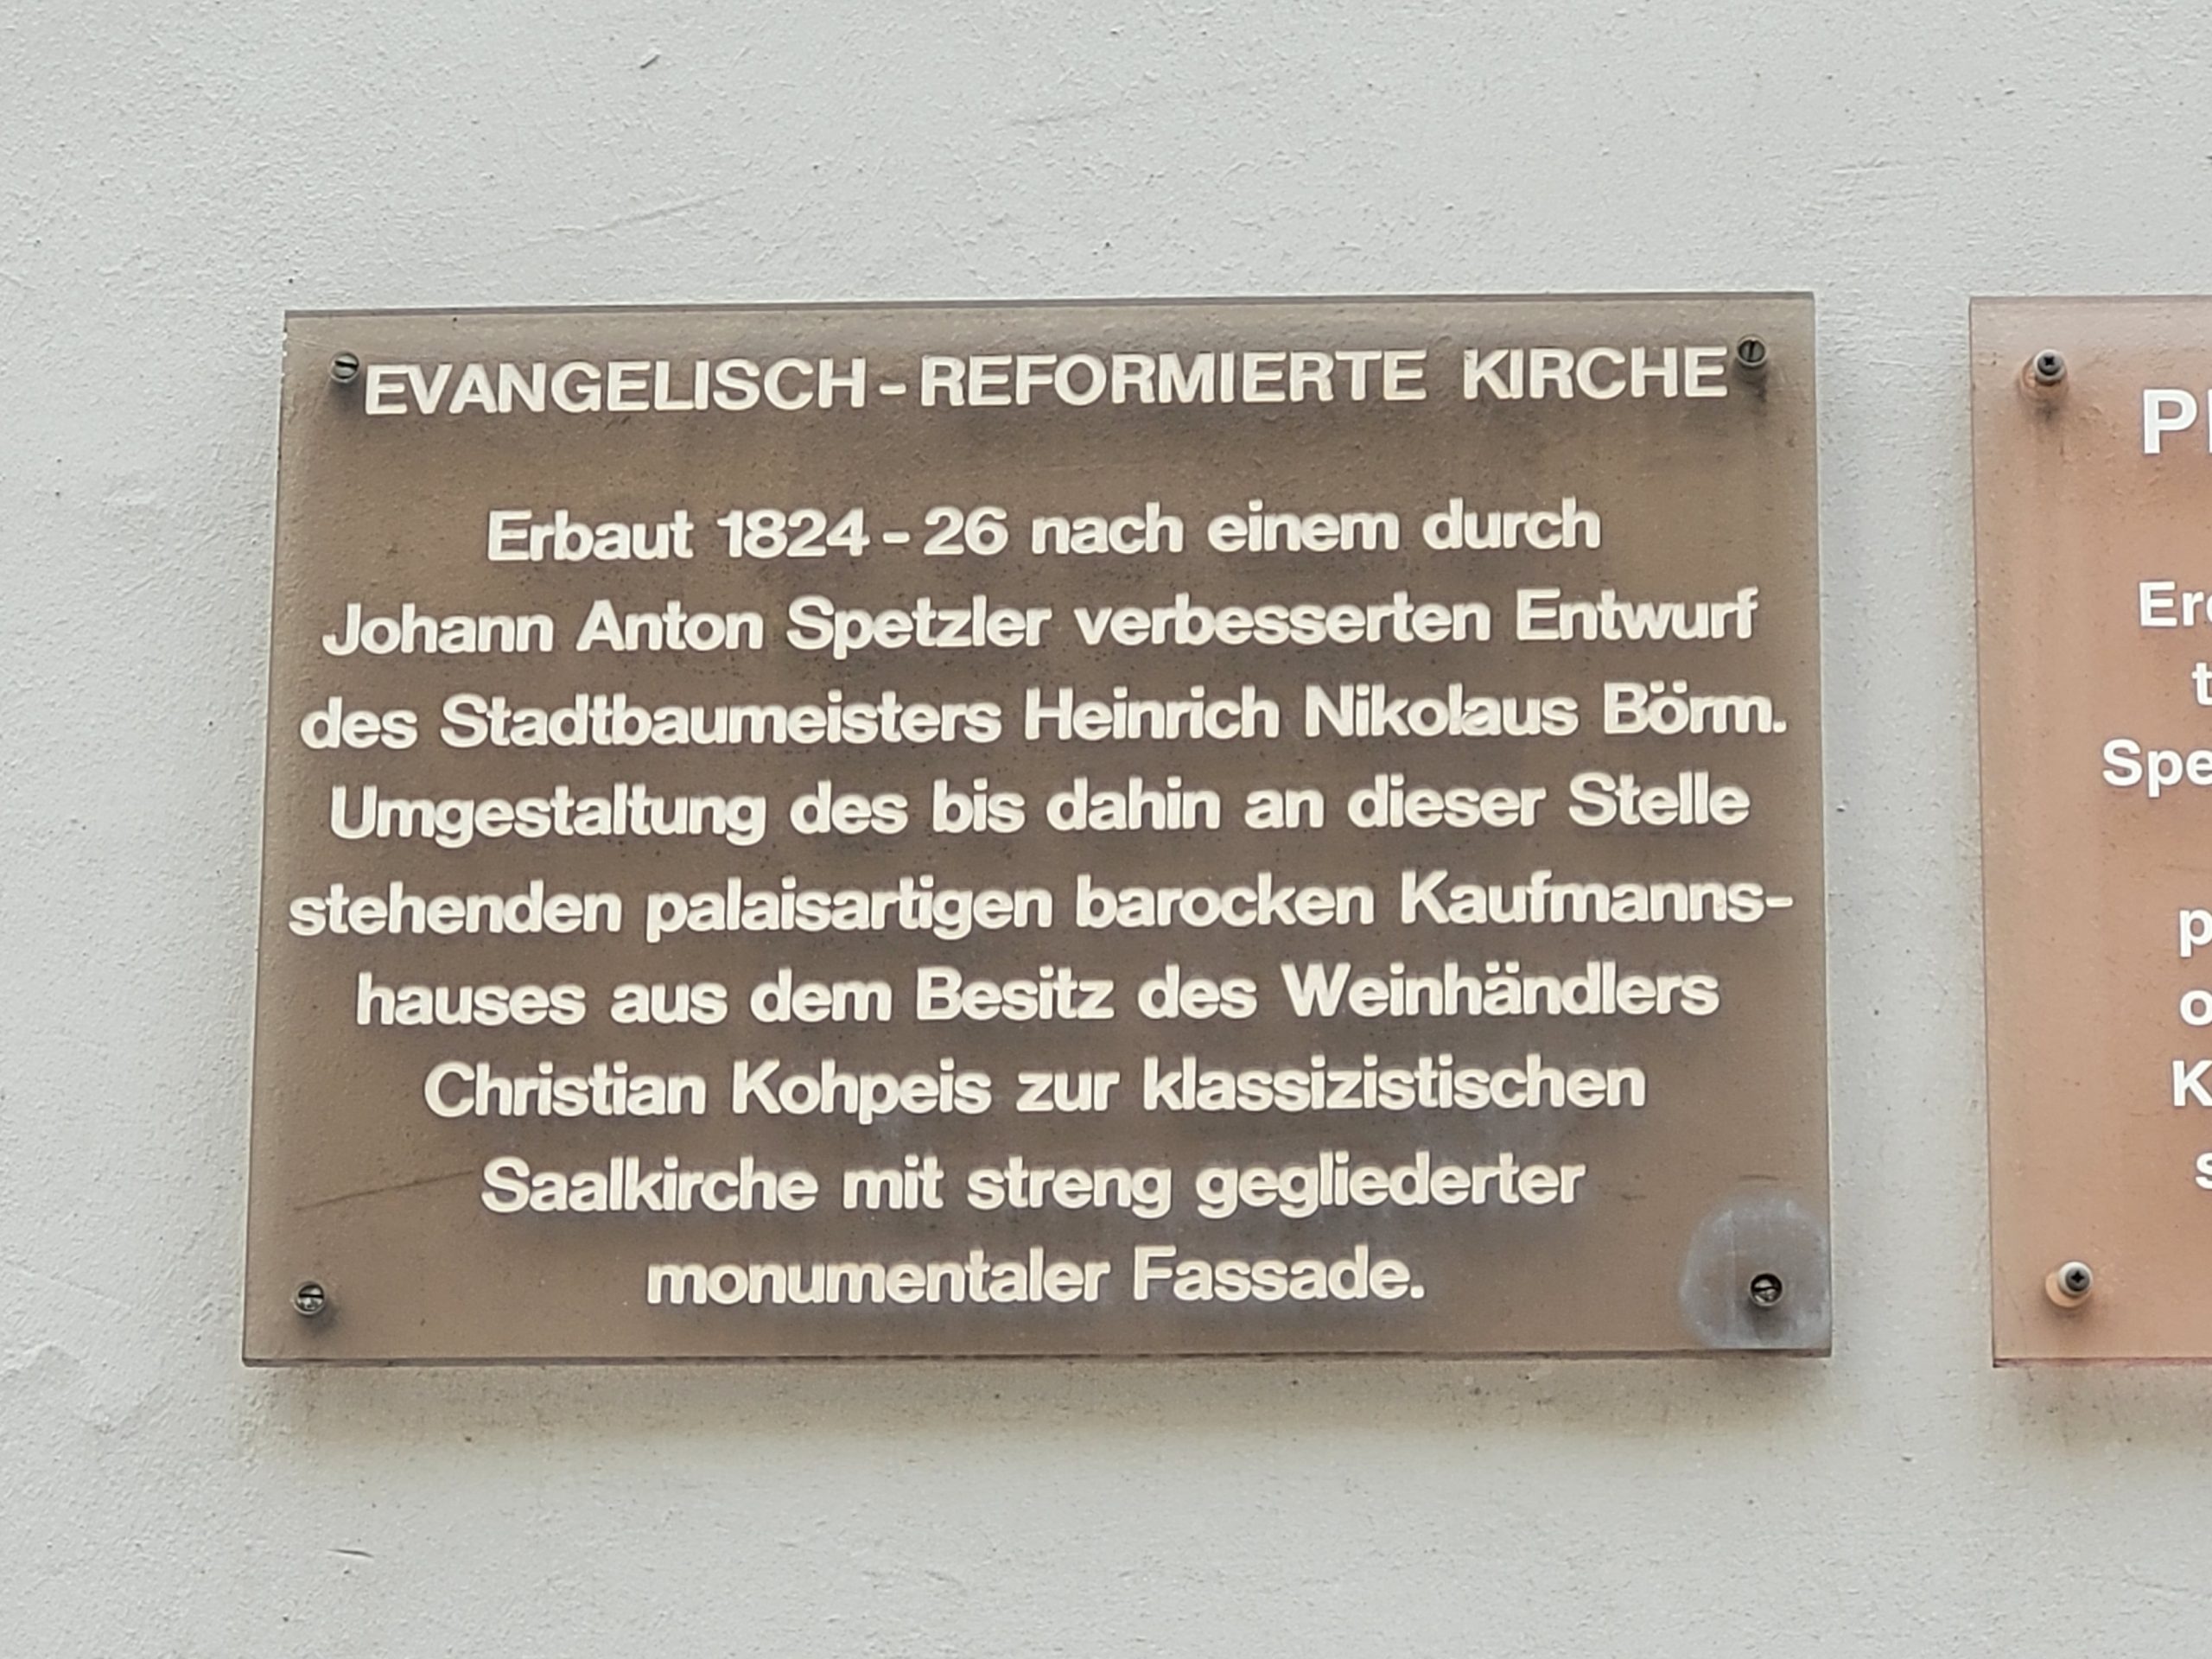 EVANGELISCH-REFORMIERTE KIRCHE
Erbaut 1824-26 nach einem durch
Johann Anton Spetzler verbesserten Entwurf
des Stadtbaumeisters Heinrich Nikolaus Börm.
Umgestaltung des bis dahin an dieser Stelle
stehenden palaisartigen barocken Kaufmanns-
hauses aus dem Besitz des Weinhändlers
Christian Kohpeis zur klassizistischen
Saalkirche mit streng gegliederter
monumentaler Fassade.